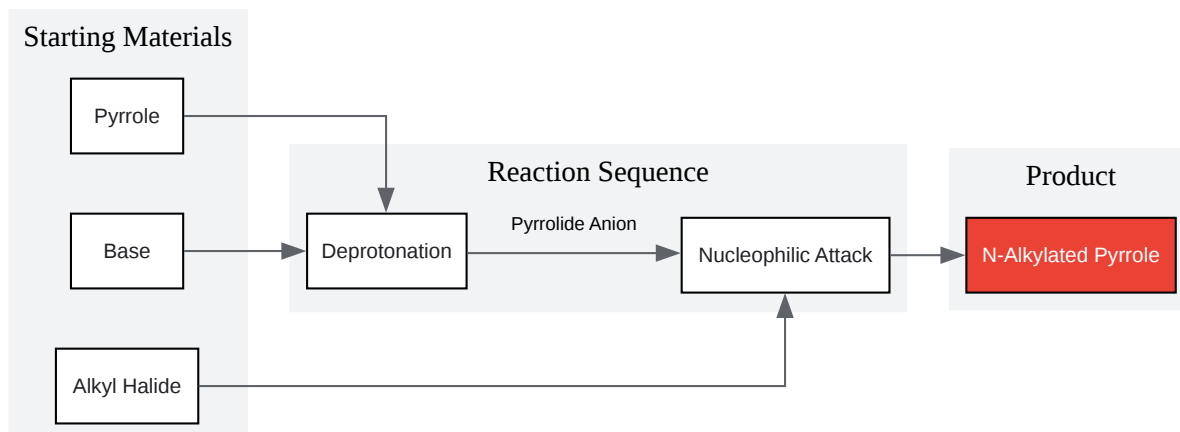 Starting Materials
Pyrrole
Reaction Sequence
Product
Base
Deprotonation
Pyrrolide Anion
Nucleophilic Attack
N-Alkylated Pyrrole
Alkyl Halide